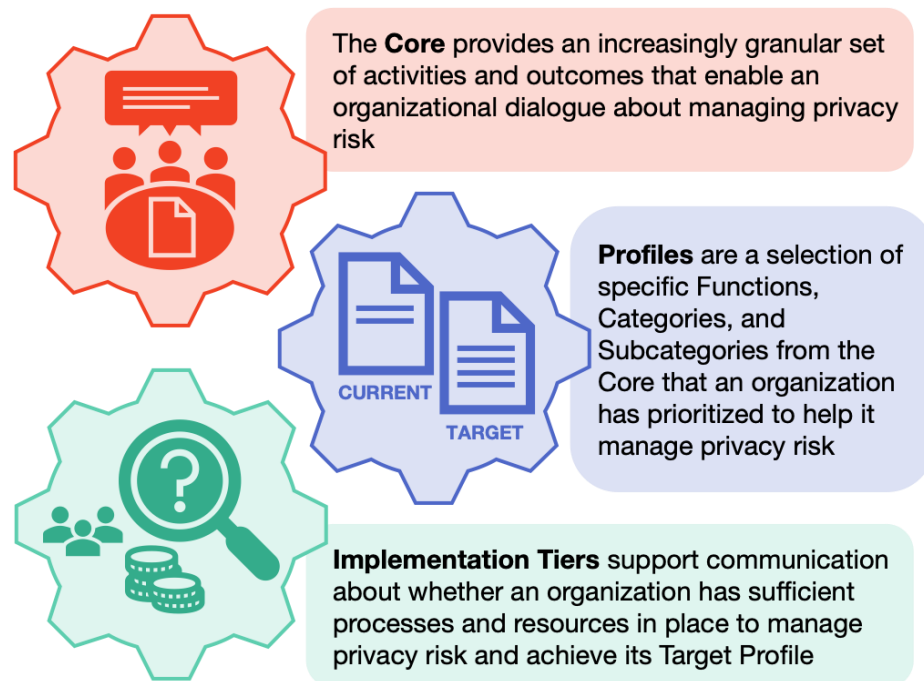 The Core provides an increasingly granular set
of activities and outcomes that enable an
organizational dialogue about managing privacy
risk
Profiles are a selection of
specific Functions,
Categories, and
Subcategories from the
Core that an organization
has prioritized to help it
manage privacy risk
CURRENT
TARGET
?
Implementation Tiers support communication
about whether an organization has sufficient
processes and resources in place to manage
privacy risk and achieve its Target Profile